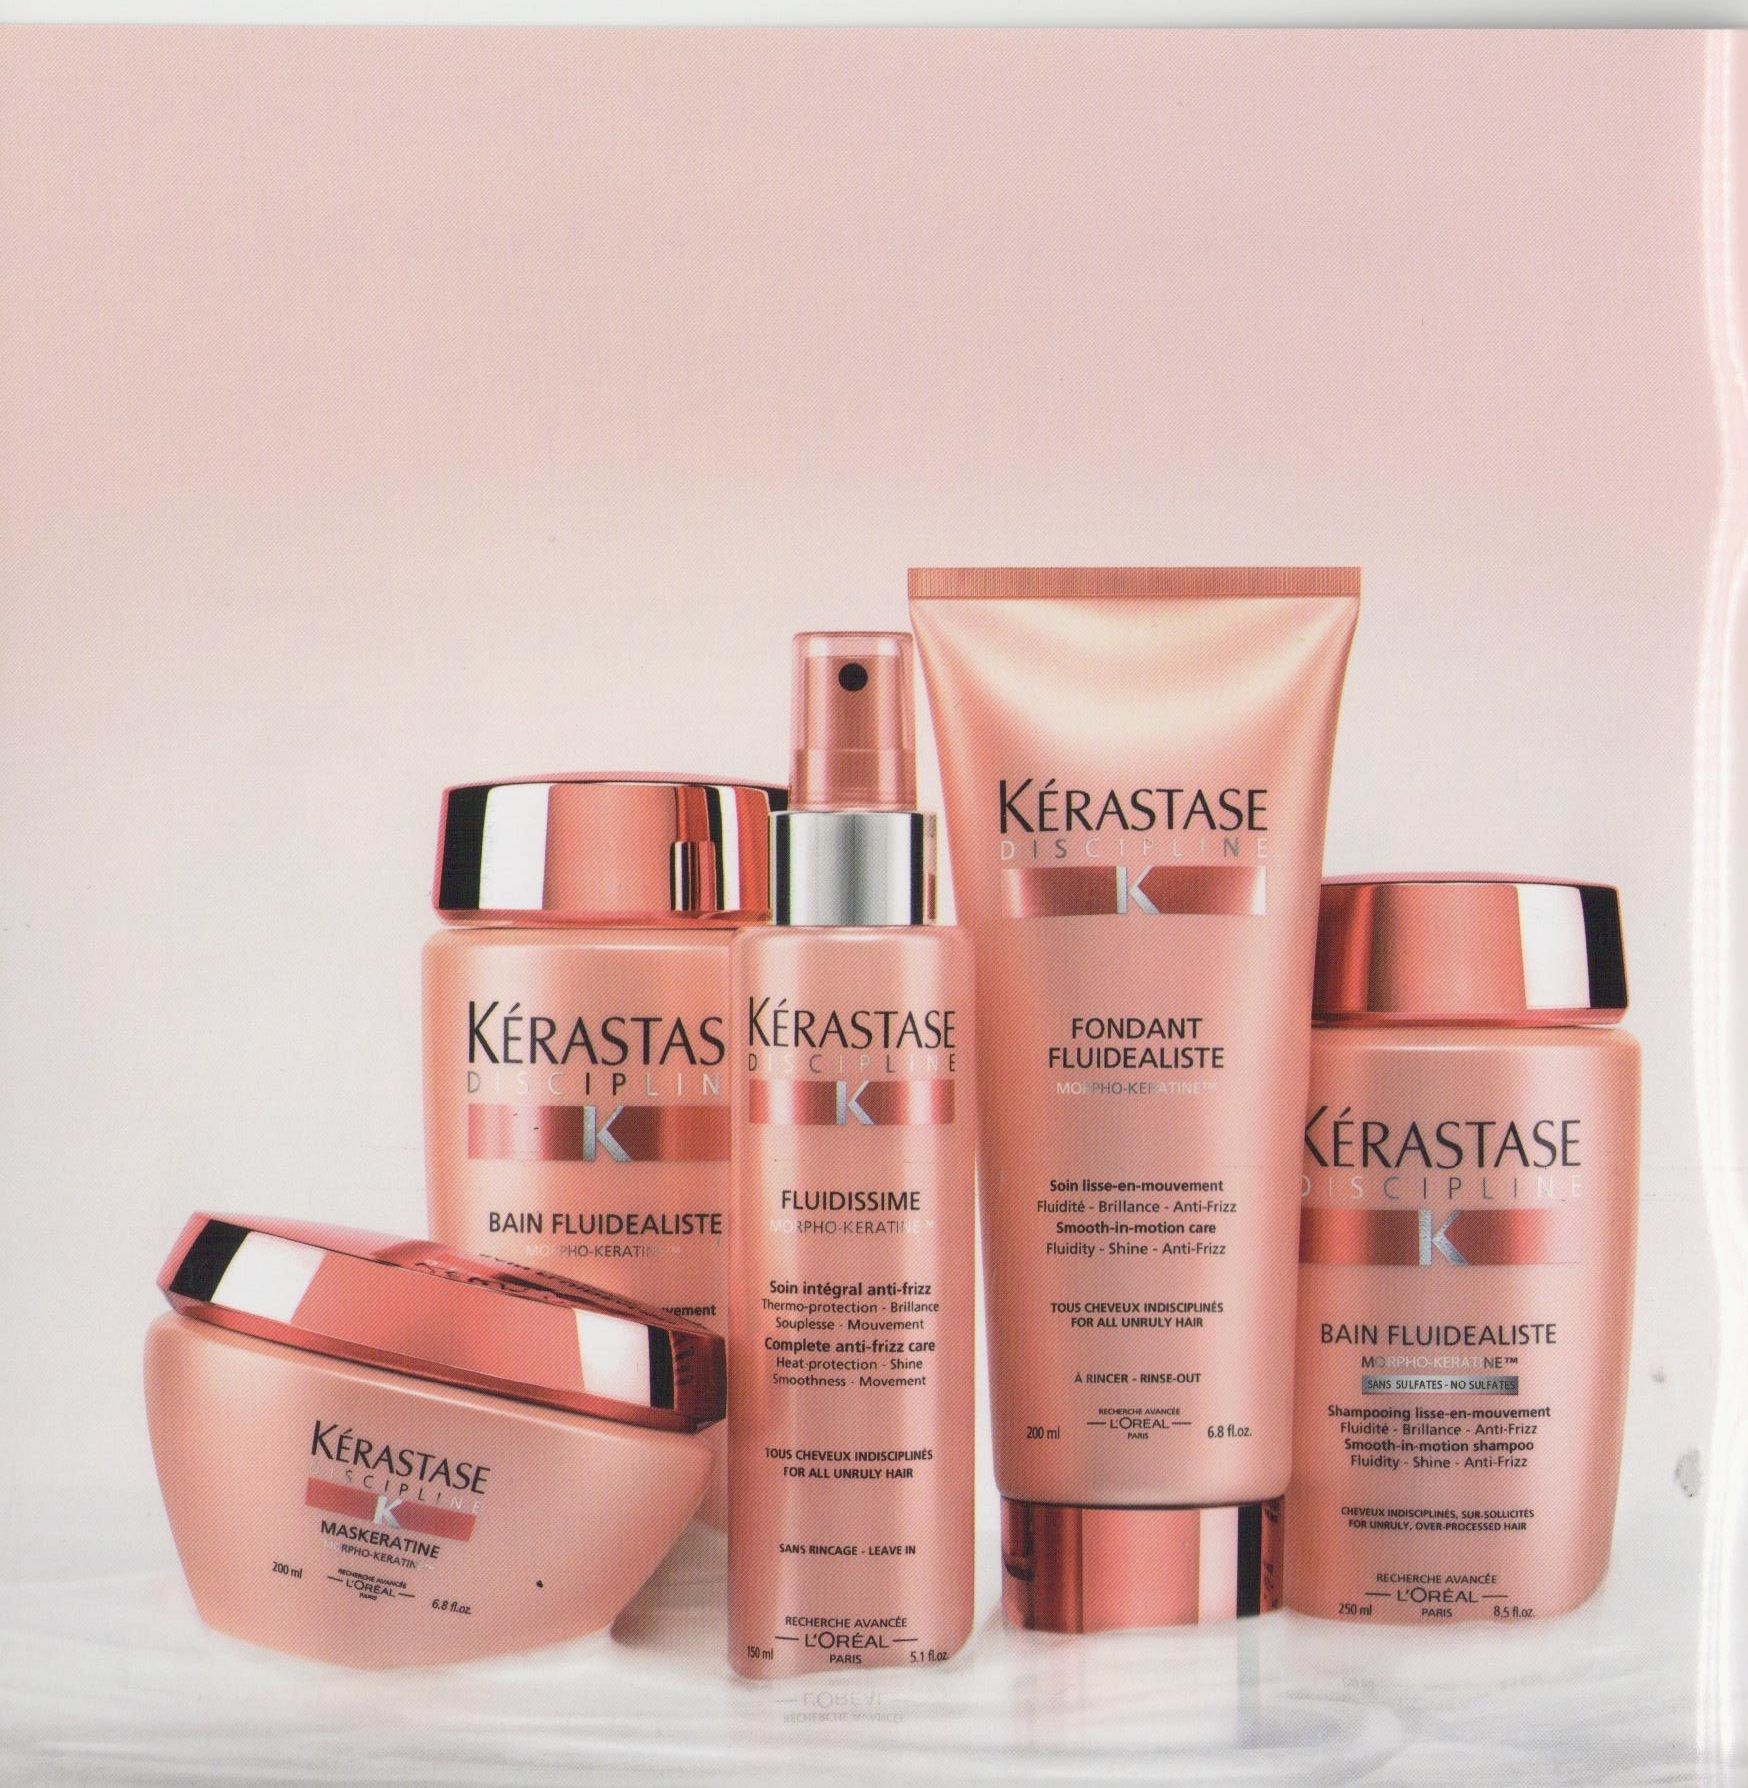 KÉRASTAS
DISCIPLIN
K
BAIN FLUIDEALISTE
MORPHO-KERATINE™
KÉRASTASE
DISCIPLINE
K
MASKERATINE
MORPHO-KERATINE™
200 ml
RECHERCHE AVANCÉE
L'ORÉAL
PARIS
6.8 fl.oz.
KÉRASTASE
DISCIPLINE
K
FLUIDISSIME
MORPHO-KERATINE™
Soin intégral anti-frizz
Thermo-protection - Brillance
Souplesse - Mouvement
Complete anti-frizz care
Heat-protection - Shine
Smoothness - Movement
TOUS CHEVEUX INDISCIPLINÉS
FOR ALL UNRULY HAIR
SANS RINCAGE - LEAVE IN
RECHERCHE AVANCÉE
L'ORÉAL
PARIS
150 ml
5.1 fl.oz.
KÉRASTASE
DISCIPLINE
K
FONDANT
FLUIDEALISTE
MORPHO-KERATINE™
Soin lisse-en-mouvement
Fluidité - Brillance - Anti-Frizz
Smooth-in-motion care
Fluidity - Shine - Anti-Frizz
TOUS CHEVEUX INDISCIPLINÉS
FOR ALL UNRULY HAIR
À RINCER - RINSE-OUT
RECHERCHE AVANCÉE
L'ORÉAL
PARIS
200 ml
6.8 fl.oz.
KÉRASTASE
DISCIPLINE
K
BAIN FLUIDEALISTE
MORPHO-KERATINE™
SANS SULFATES - NO SULFATES
Shampooing lisse-en-mouvement
Fluidité - Brillance - Anti-Frizz
Smooth-in-motion shampoo
Fluidity - Shine - Anti-Frizz
CHEVEUX INDISCIPLINÉS, SUR-SOLLICITÉS
FOR UNRULY, OVER-PROCESSED HAIR
RECHERCHE AVANCÉE
L'ORÉAL
PARIS
250 ml
8.5 fl.oz.